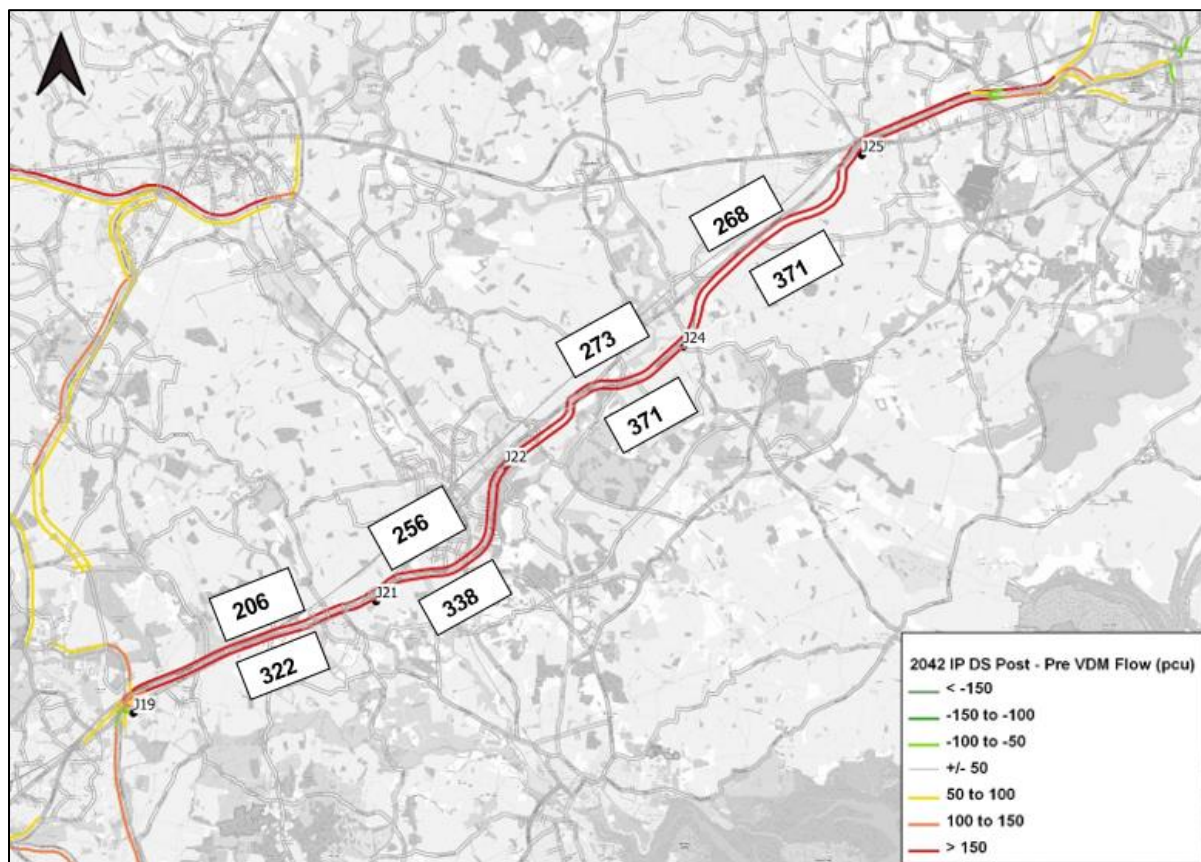 J25
268
371
273
J24
371
J22
256
J21
338
206
322
J19
2042 IP DS Post - Pre VDM Flow (pcu)
< -150
-150 to -100
-100 to -50
+/- 50
50 to 100
100 to 150
> 150